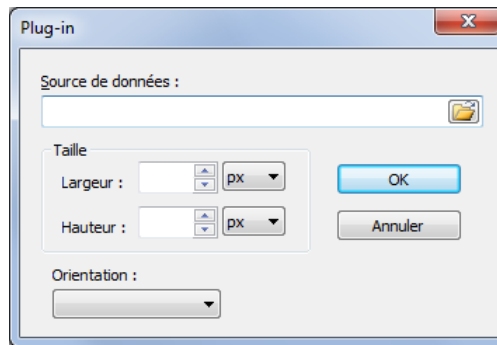 Plug-in
Source de données :
Taille
Largeur :
px
OK
Hauteur :
px
Annuler
Orientation :